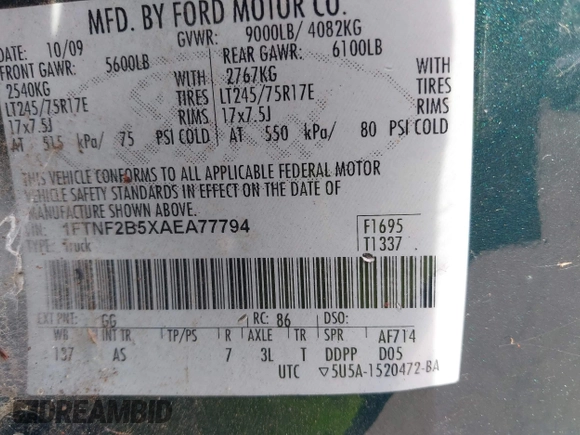 MFD. BY FORD MOTOR CO.
DATE: 10/09 GVWR: 9000LB/ 4082KG
FRONT GAWR: 5600LB REAR GAWR: 6100LB
2540KG WITH 2767KG WITH
LT245/75R17E TIRES LT245/75R17E TIRES
17x7.5J RIMS 17x7.5J RIMS
AT 515 kPa/ 75 PSI COLD AT 550 kPa/ 80 PSI COLD
THIS VEHICLE CONFORMS TO ALL APPLICABLE FEDERAL MOTOR
VEHICLE SAFETY STANDARDS IN EFFECT ON THE DATE OF
MANUFACTURE SHOWN ABOVE.
VIN: 1FTNF2B5XAEA77794 F1695
TYPE: Truck T1337
EXT PNT: GG RC: 86 DSO:
WB INT TR TP/PS R AXLE TR SPR AF714
137 AS 7 3L T DDPP D05
UTC ▽5U5A-1520472-BA
DREAMBID